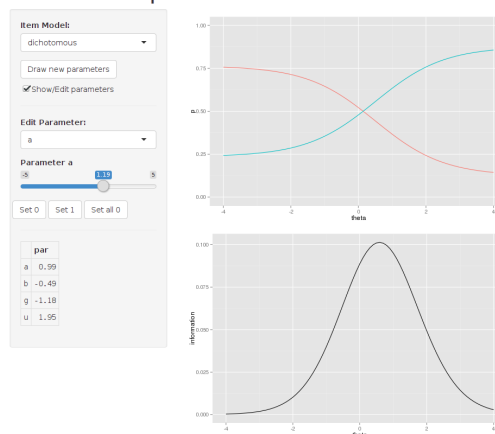 Item Model:
dichotomous
Draw new parameters
Show/Edit parameters
Edit Parameter:
a
Parameter a
-5 1.19 5
Set 0 Set 1 Set all 0
par
a 0.99
b -0.49
g -1.18
u 1.95
1.00
0.75
0.50
0.25
0.00
p
-4 -2 0 2 4
theta
0.100
0.075
0.050
0.025
0.000
information
-4 -2 0 2 4